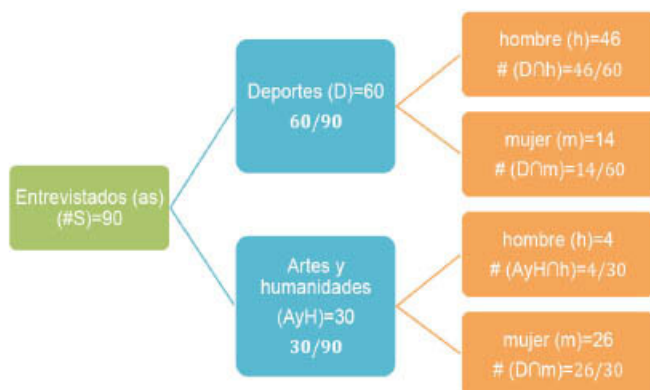 Entrevistados (as)
(#S)=90
Deportes (D)=60
60/90
hombre (h)=46
# (D∩h)=46/60
mujer (m)=14
# (D∩m)=14/60
Artes y
humanidades
(AyH)=30
30/90
hombre (h)=4
# (AyH∩h)=4/30
mujer (m)=26
# (D∩m)=26/30